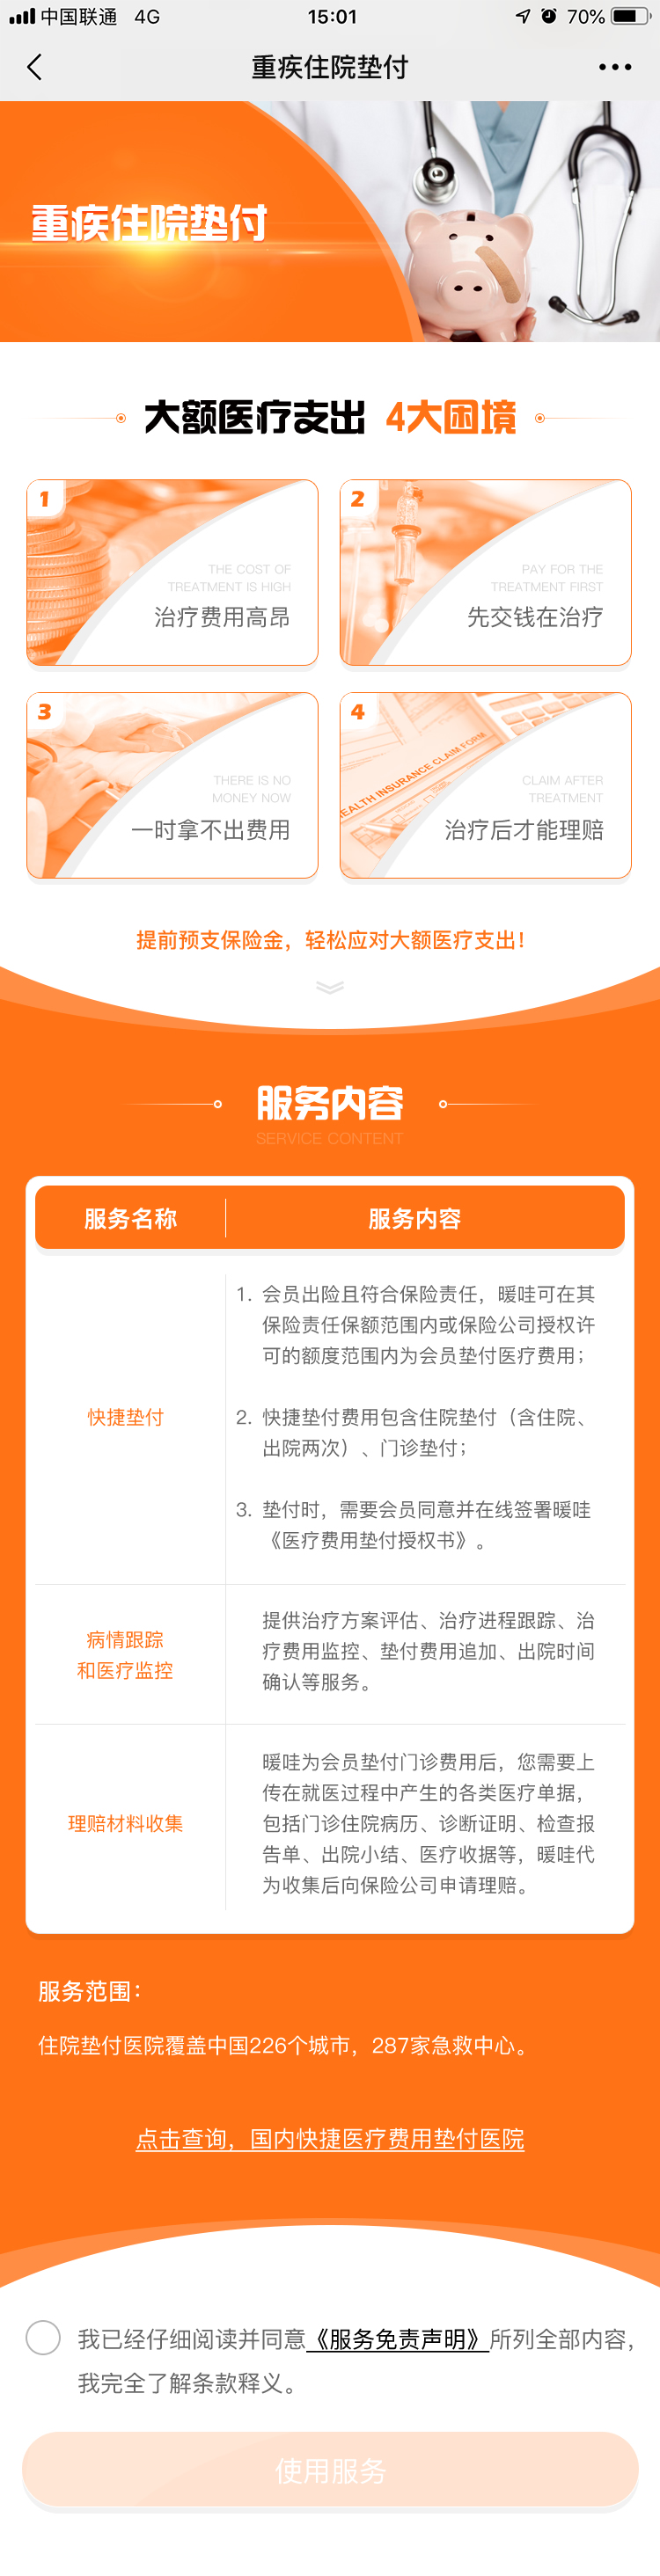 中国联通 4G 15:01 70%
重疾住院垫付
重疾住院垫付
大额医疗支出 4大困境
1
THE COST OF
TREATMENT IS HIGH
治疗费用高昂
2
PAY FOR THE
TREATMENT FIRST
先交钱在治疗
3
THERE IS NO
MONEY NOW
一时拿不出费用
4
HEALTH INSURANCE CLAIM FORM
CLAIM AFTER
TREATMENT
治疗后才能理赔
提前预支保险金，轻松应对大额医疗支出！
服务内容
SERVICE CONTENT
服务名称 服务内容
快捷垫付
1. 会员出险且符合保险责任，暖哇可在其
保险责任保额范围内或保险公司授权许
可的额度范围内为会员垫付医疗费用；
2. 快捷垫付费用包含住院垫付（含住院、
出院两次）、门诊垫付；
3. 垫付时，需要会员同意并在线签署暖哇
《医疗费用垫付授权书》。
病情跟踪
和医疗监控
提供治疗方案评估、治疗进程跟踪、治
疗费用监控、垫付费用追加、出院时间
确认等服务。
理赔材料收集
暖哇为会员垫付门诊费用后，您需要上
传在就医过程中产生的各类医疗单据，
包括门诊住院病历、诊断证明、检查报
告单、出院小结、医疗收据等，暖哇代
为收集后向保险公司申请理赔。
服务范围：
住院垫付医院覆盖中国226个城市，287家急救中心。
点击查询，国内快捷医疗费用垫付医院
我已经仔细阅读并同意《服务免责声明》所列全部内容，
我完全了解条款释义。
使用服务